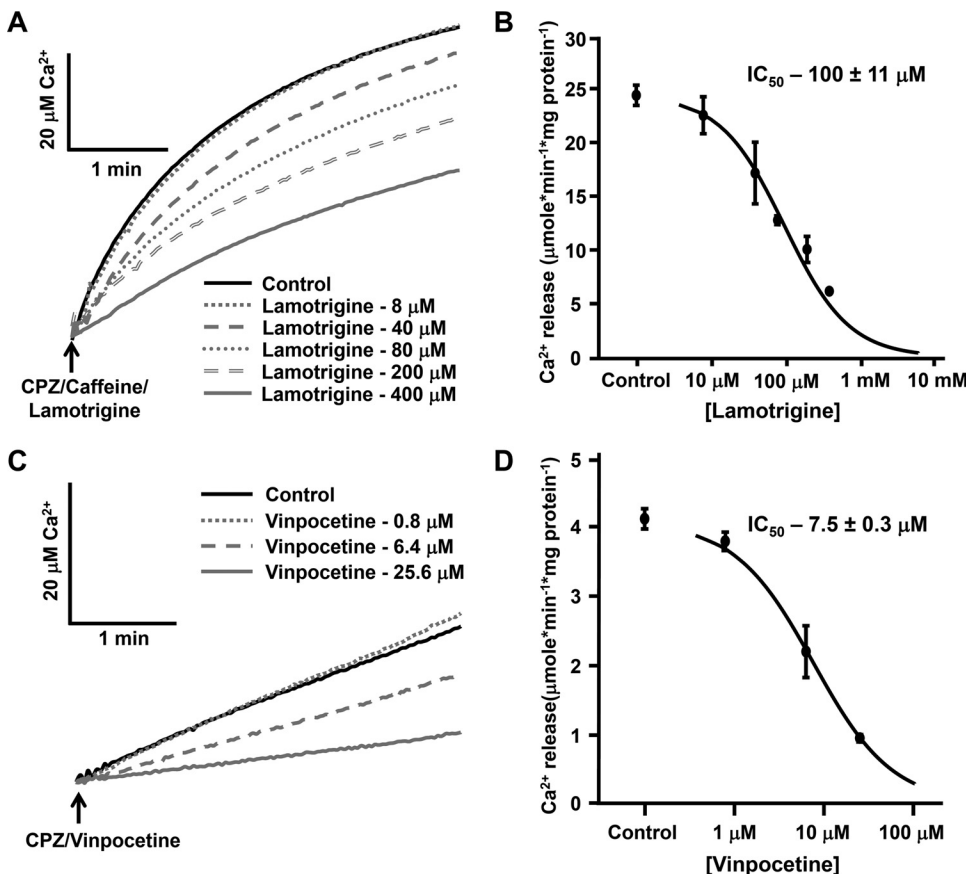 A
20 μM Ca²⁺
1 min
Control
Lamotrigine - 8 μM
Lamotrigine - 40 μM
Lamotrigine - 80 μM
Lamotrigine - 200 μM
Lamotrigine - 400 μM
CPZ/Caffeine/
Lamotrigine
B
IC₅₀ – 100 ± 11 μM
Ca²⁺ release (μmole*min⁻¹*mg protein⁻¹)
30
25
20
15
10
5
0
Control
10 μM
100 μM
1 mM
10 mM
[Lamotrigine]
C
20 μM Ca²⁺
1 min
Control
Vinpocetine - 0.8 μM
Vinpocetine - 6.4 μM
Vinpocetine - 25.6 μM
CPZ/Vinpocetine
D
IC₅₀ – 7.5 ± 0.3 μM
Ca²⁺ release(μmole*min⁻¹*mg protein⁻¹)
5
4
3
2
1
0
Control
1 μM
10 μM
100 μM
[Vinpocetine]